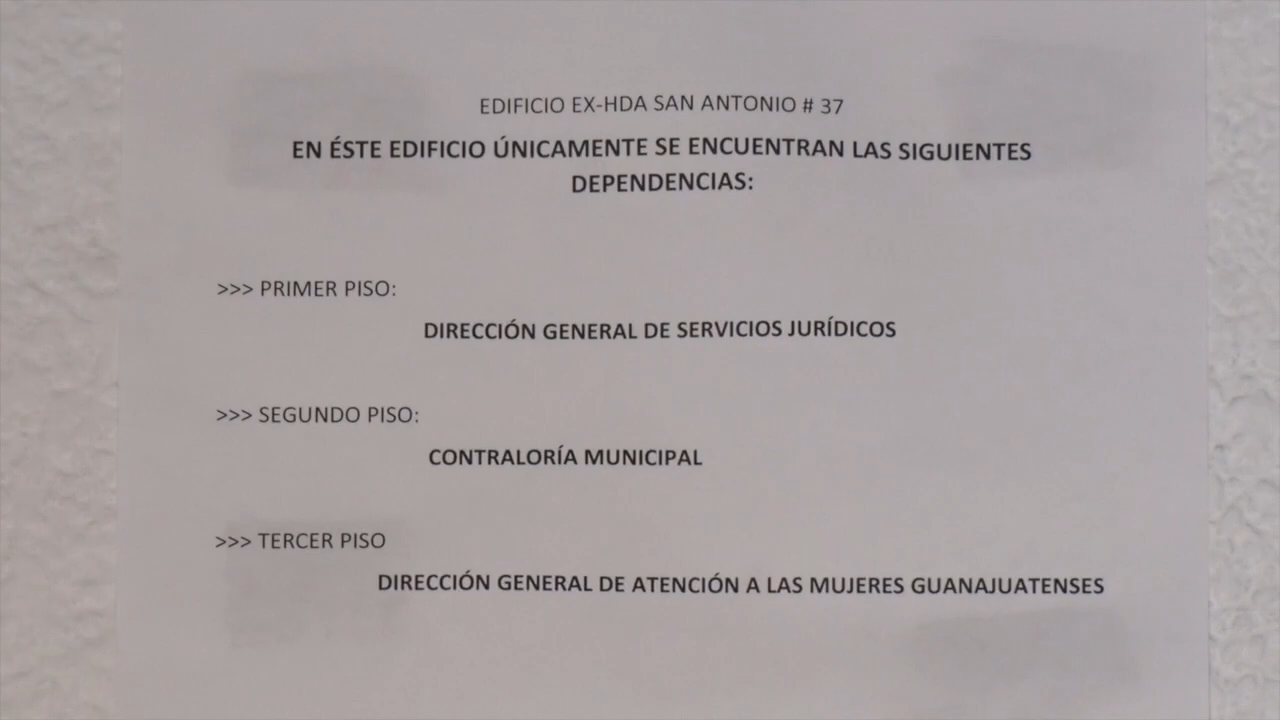 EDIFICIO EX-HDA SAN ANTONIO # 37
EN ÉSTE EDIFICIO ÚNICAMENTE SE ENCUENTRAN LAS SIGUIENTES
DEPENDENCIAS:
>>> PRIMER PISO:
DIRECCIÓN GENERAL DE SERVICIOS JURÍDICOS
>>> SEGUNDO PISO:
CONTRALORÍA MUNICIPAL
>>> TERCER PISO
DIRECCIÓN GENERAL DE ATENCIÓN A LAS MUJERES GUANAJUATENSES